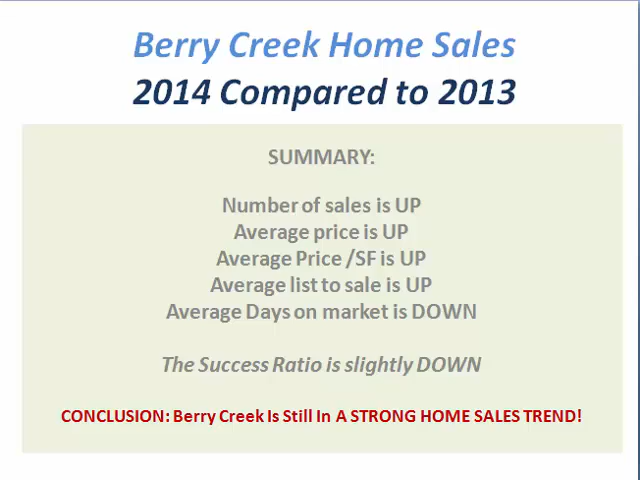 Berry Creek Home Sales
2014 Compared to 2013
SUMMARY:
Number of sales is UP
Average price is UP
Average Price /SF is UP
Average list to sale is UP
Average Days on market is DOWN
The Success Ratio is slightly DOWN
CONCLUSION: Berry Creek Is Still In A STRONG HOME SALES TREND!